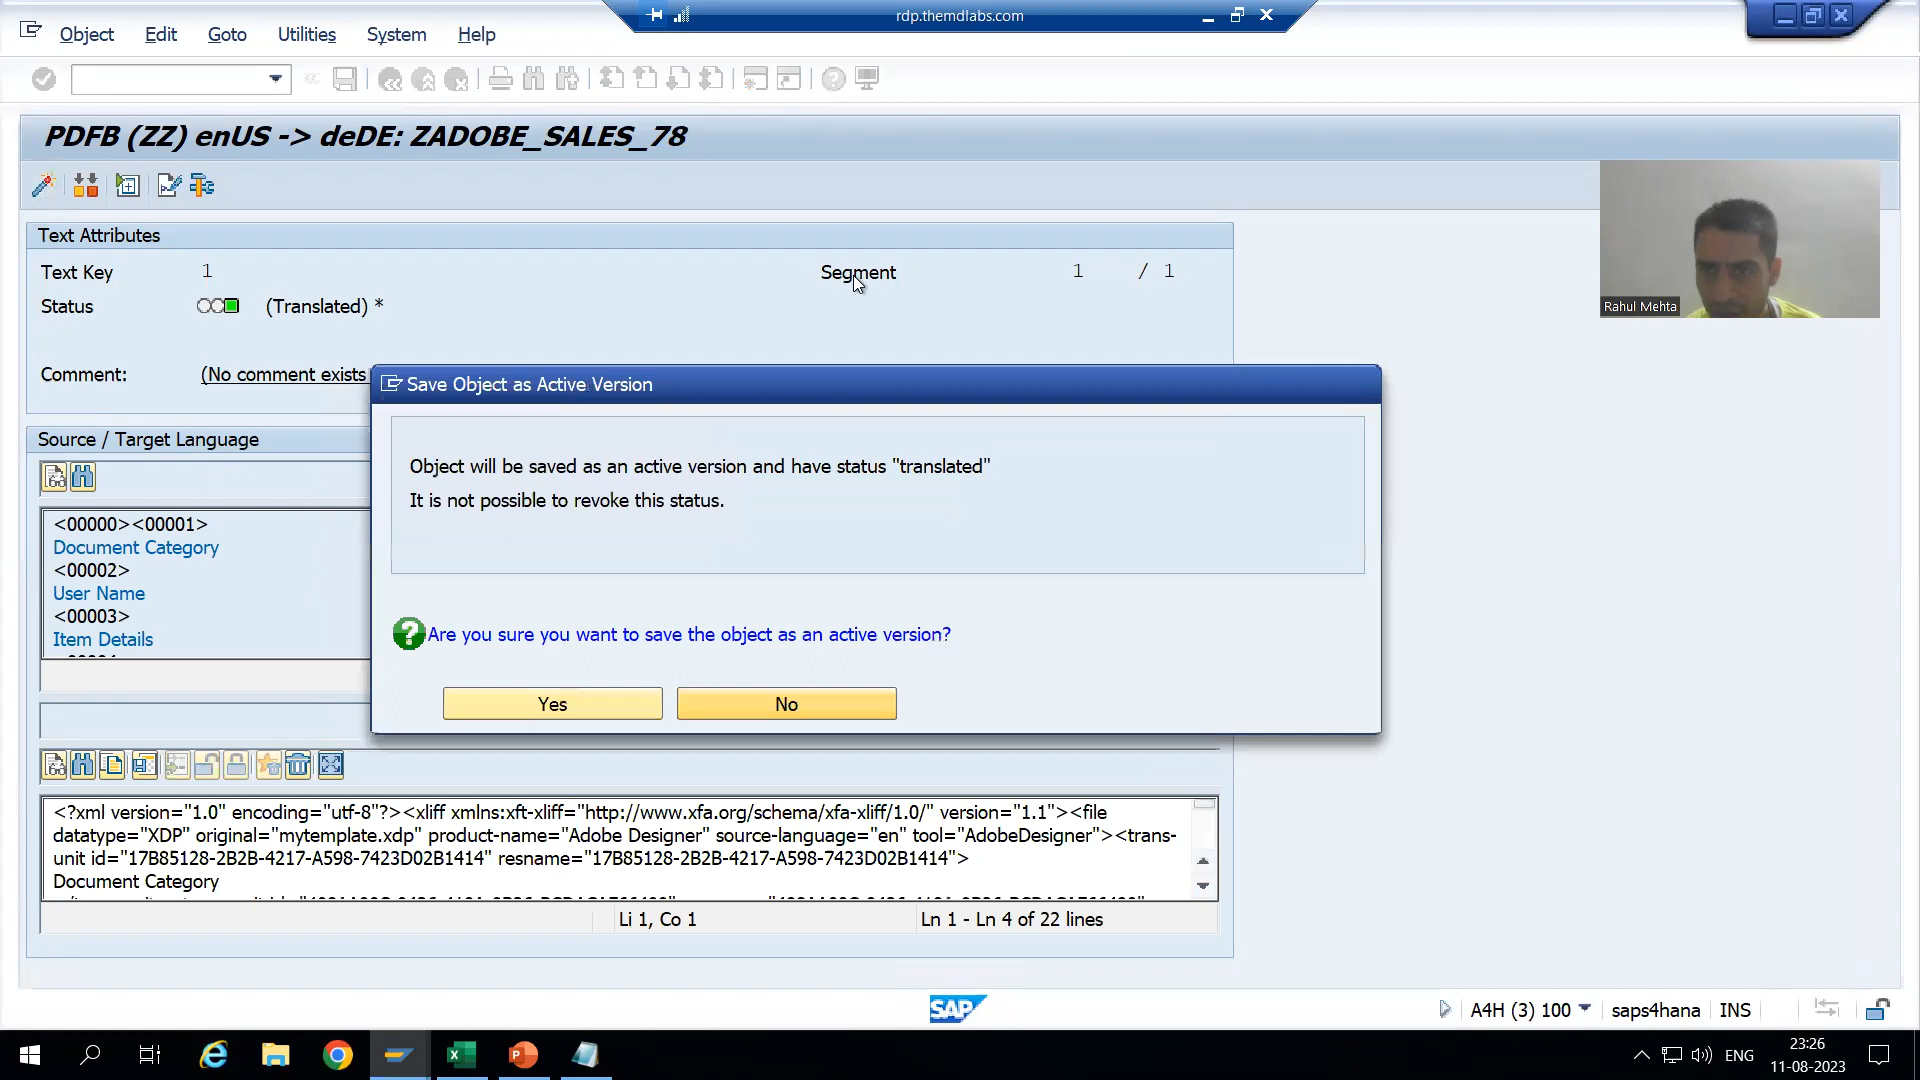 rdp.themdlabs.com
Object Edit Goto Utilities System Help
PDFB (ZZ) enUS -> deDE: ZADOBE_SALES_78
Text Attributes
Text Key 1 Segment 1 / 1
Status (Translated) *
Rahul Mehta
Comment: (No comment exists
Save Object as Active Version
Source / Target Language
Object will be saved as an active version and have status "translated"
It is not possible to revoke this status.
<00000><00001>
Document Category
<00002>
User Name
<00003>
Item Details
Are you sure you want to save the object as an active version?
Yes No
<?xml version="1.0" encoding="utf-8"?><xliff xmlns:xft-xliff="http://www.xfa.org/schema/xfa-xliff/1.0/" version="1.1"><file
datatype="XDP" original="mytemplate.xdp" product-name="Adobe Designer" source-language="en" tool="AdobeDesigner"><trans-
unit id="17B85128-2B2B-4217-A598-7423D02B1414" resname="17B85128-2B2B-4217-A598-7423D02B1414">
Document Category
Li 1, Co 1 Ln 1 - Ln 4 of 22 lines
SAP
A4H (3) 100 saps4hana INS
ENG
23:26
11-08-2023